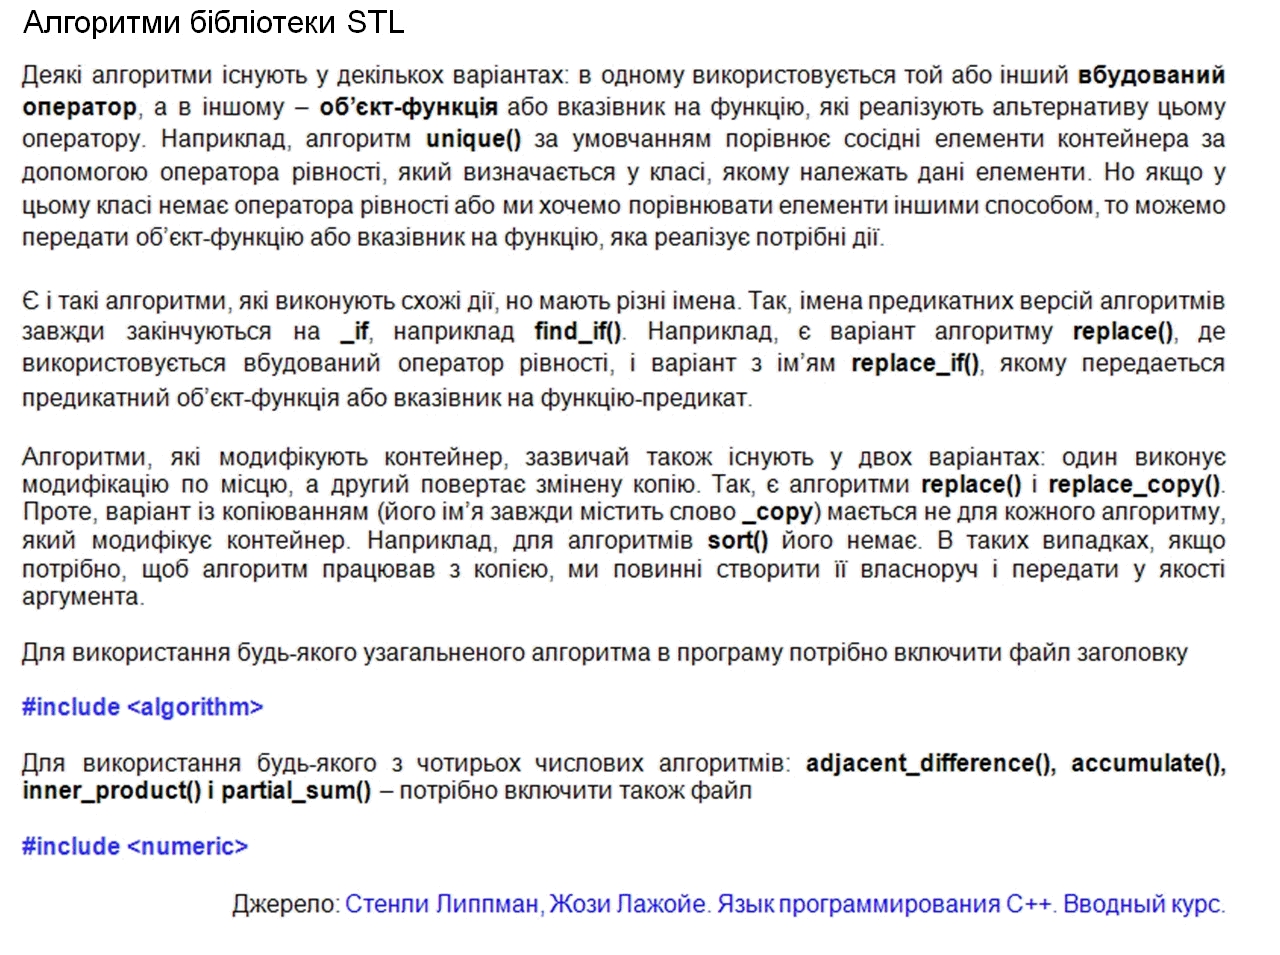 Алгоритми бібліотеки STL
Деякі алгоритми існують у декількох варіантах: в одному використовується той або інший вбудований
оператор, а в іншому – об’єкт-функція або вказівник на функцію, які реалізують альтернативу цьому
оператору. Наприклад, алгоритм unique() за умовчанням порівнює сосідні елементи контейнера за
допомогою оператора рівності, який визначається у класі, якому належать дані елементи. Но якщо у
цьому класі немає оператора рівності або ми хочемо порівнювати елементи іншими способом, то можемо
передати об’єкт-функцію або вказівник на функцію, яка реалізує потрібні дії.
Є і такі алгоритми, які виконують схожі дії, но мають різні імена. Так, імена предикатних версій алгоритмів
завжди закінчуються на _if, наприклад find_if(). Наприклад, є варіант алгоритму replace(), де
використовується вбудований оператор рівності, і варіант з ім’ям replace_if(), якому передаеться
предикатний об’єкт-функція або вказівник на функцію-предикат.
Алгоритми, які модифікують контейнер, зазвичай також існують у двох варіантах: один виконує
модифікацію по місцю, а другий повертає змінену копію. Так, є алгоритми replace() і replace_copy().
Проте, варіант із копіюванням (його ім’я завжди містить слово _copy) мається не для кожного алгоритму,
який модифікує контейнер. Наприклад, для алгоритмів sort() його немає. В таких випадках, якщо
потрібно, щоб алгоритм працював з копією, ми повинні створити її власноруч і передати у якості
аргумента.
Для використання будь-якого узагальненого алгоритма в програму потрібно включити файл заголовку
#include <algorithm>
Для використання будь-якого з чотирьох числових алгоритмів: adjacent_difference(), accumulate(),
inner_product() і partial_sum() – потрібно включити також файл
#include <numeric>
Джерело: Стенли Липпман, Жози Лажойе. Язык программирования С++. Вводный курс.